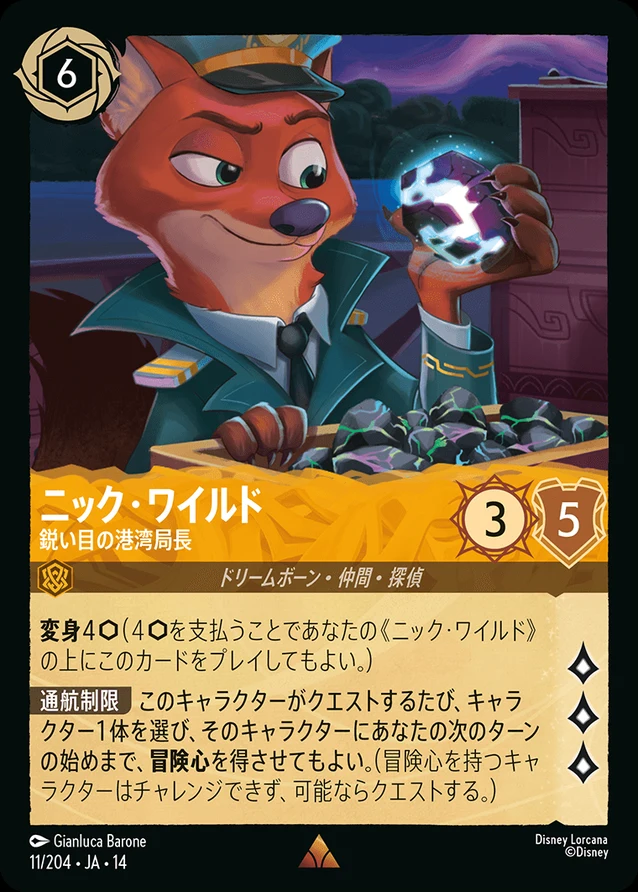 6
ニック・ワイルド
鋭い目の港湾局長
3
5
ドリームボーン・仲間・探偵
変身4⬡(4⬡を支払うことであなたの《ニック・ワイルド》
の上にこのカードをプレイしてもよい。)
通航制限 このキャラクターがクエストするたび、キャラ
クター1体を選び、そのキャラクターにあなたの次のターン
の始めまで、冒険心を得させてもよい。(冒険心を持つキャ
ラクターはチャレンジできず、可能ならクエストする。)
Gianluca Barone
11/204・JA・14
Disney Lorcana
©Disney